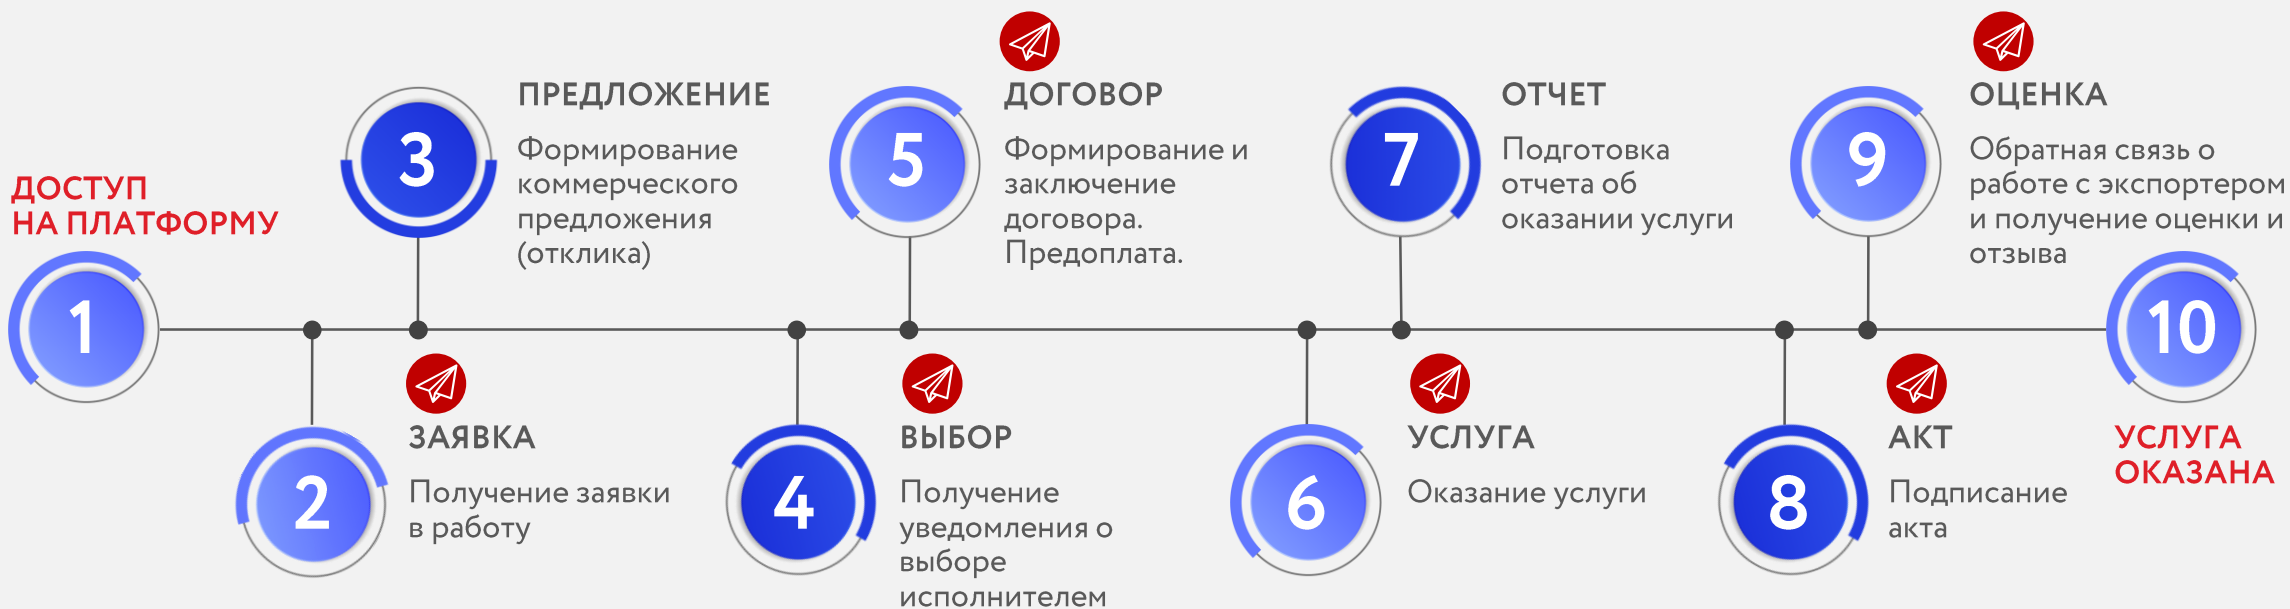 ДОСТУП
НА ПЛАТФОРМУ
1
2
ЗАЯВКА
Получение заявки
в работу
3
ПРЕДЛОЖЕНИЕ
Формирование
коммерческого
предложения
(отклика)
4
ВЫБОР
Получение
уведомления о
выборе
исполнителем
5
ДОГОВОР
Формирование и
заключение
договора.
Предоплата.
6
УСЛУГА
Оказание услуги
7
ОТЧЕТ
Подготовка
отчета об
оказании услуги
8
АКТ
Подписание
акта
9
ОЦЕНКА
Обратная связь о
работе с экспортером
и получение оценки и
отзыва
10
УСЛУГА
ОКАЗАНА